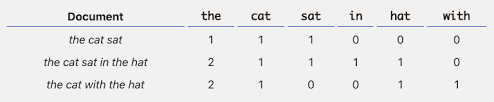 Document the cat sat in hat with
the cat sat 1 1 1 0 0 0
the cat sat in the hat 2 1 1 1 1 0
the cat with the hat 2 1 0 0 1 1